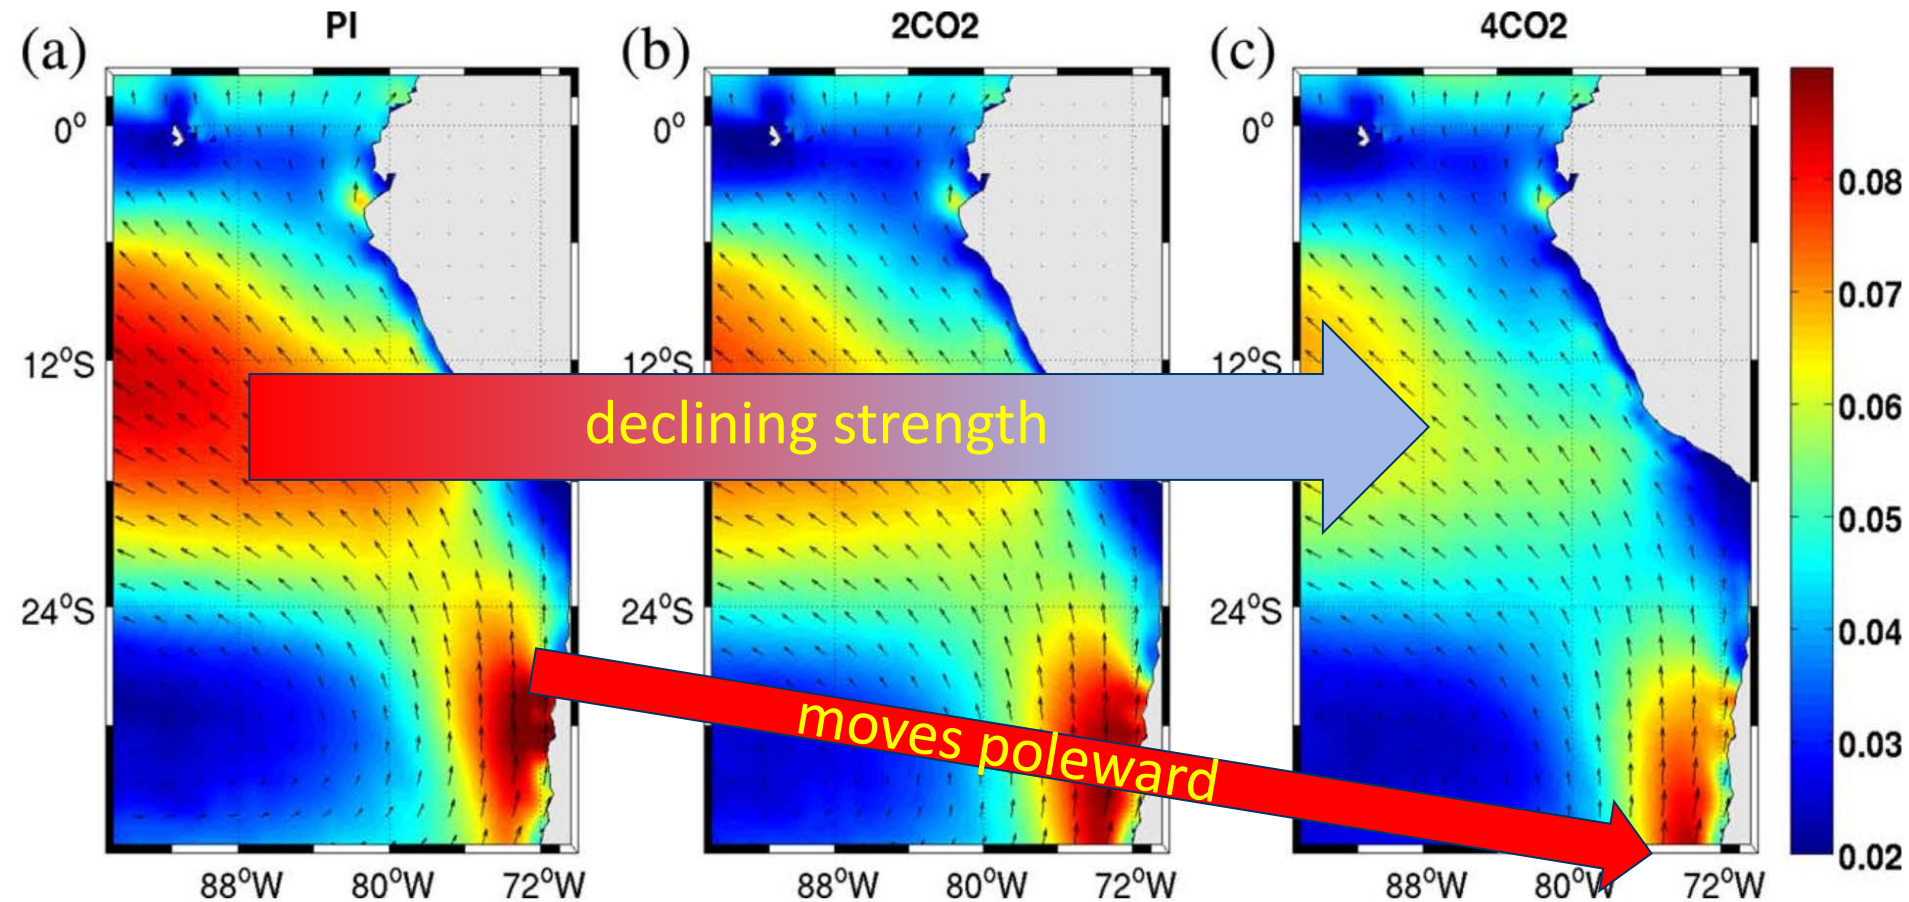 (a) PI (b) 2CO2 (c) 4CO2
0°
12°S
24°S
88°W 80°W 72°W
0°
12°S
24°S
88°W 80°W 72°W
0°
12°S
24°S
88°W 80°W 72°W
0.08
0.07
0.06
0.05
0.04
0.03
0.02
declining strength
moves poleward